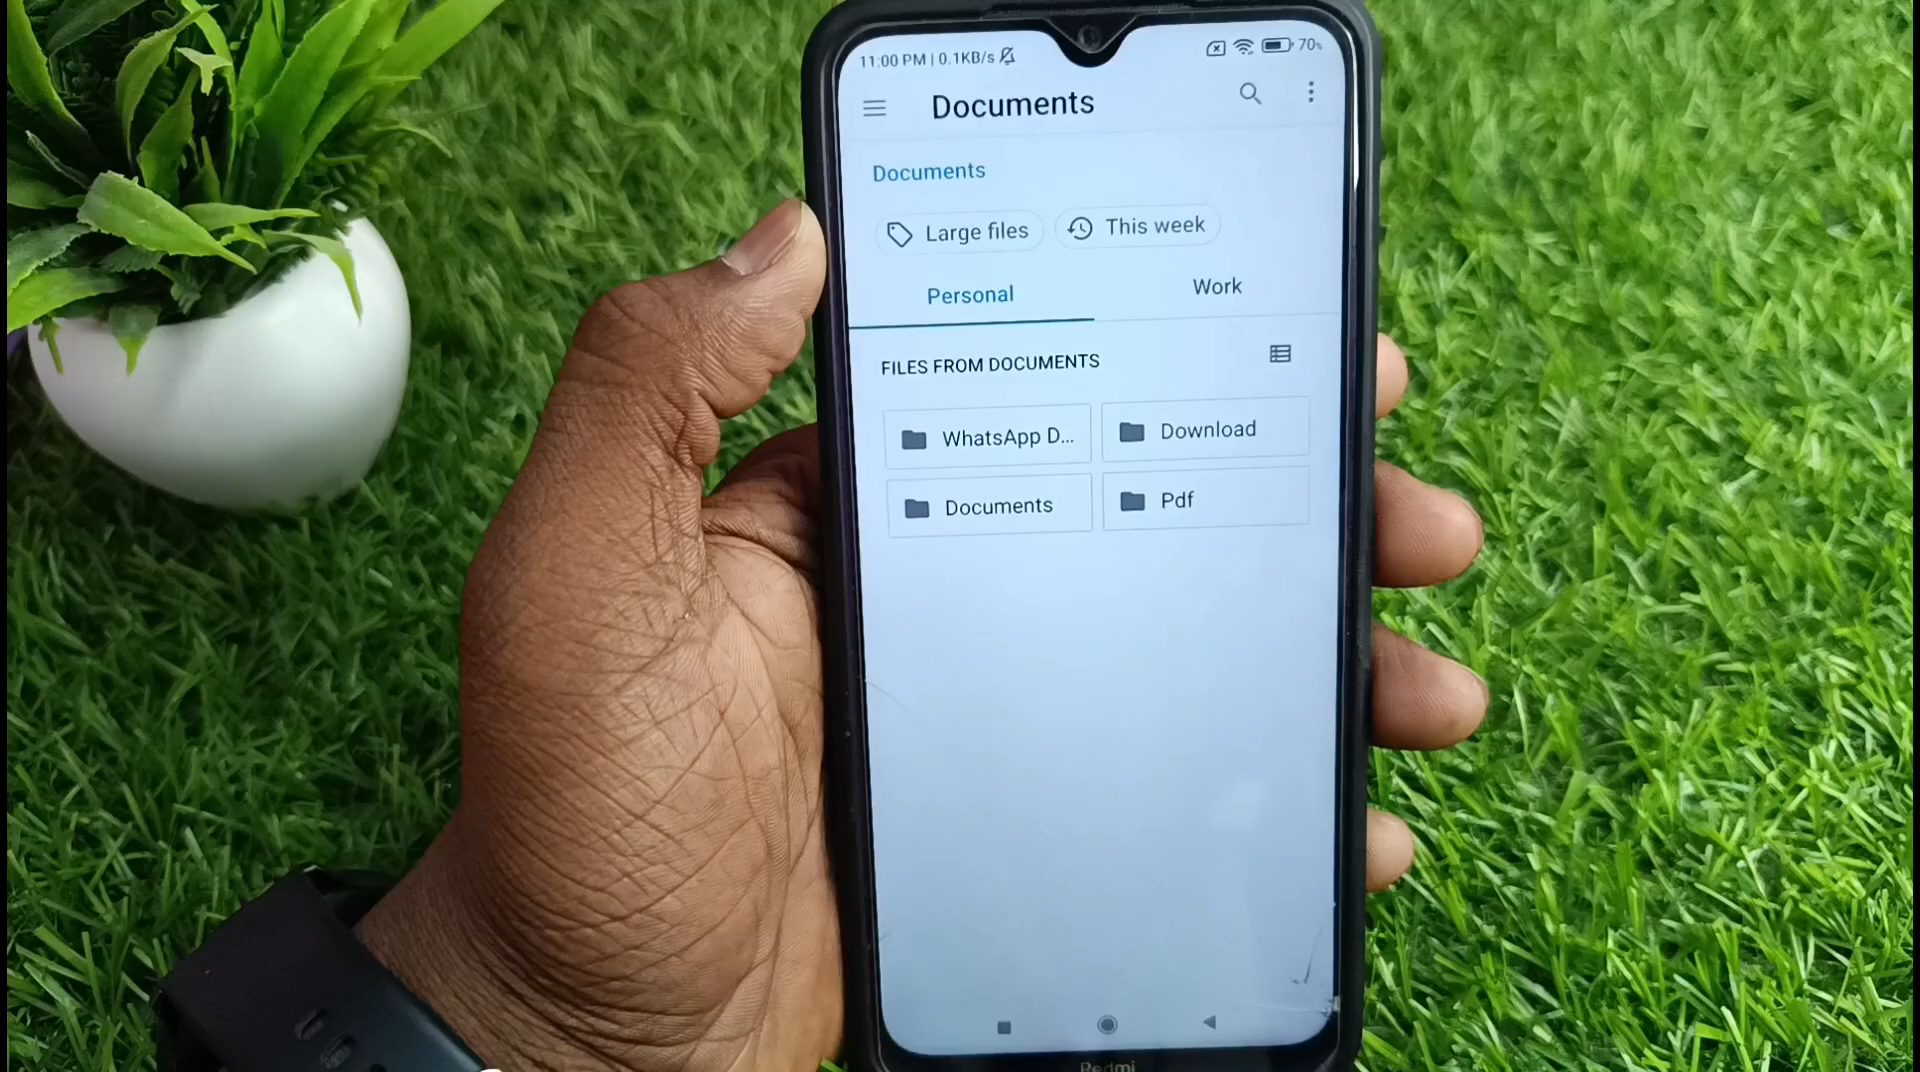 11:00 PM | 0.1KB/s 70%
Documents
Documents
Large files This week
Personal Work
FILES FROM DOCUMENTS
WhatsApp D... Download
Documents Pdf
Redmi